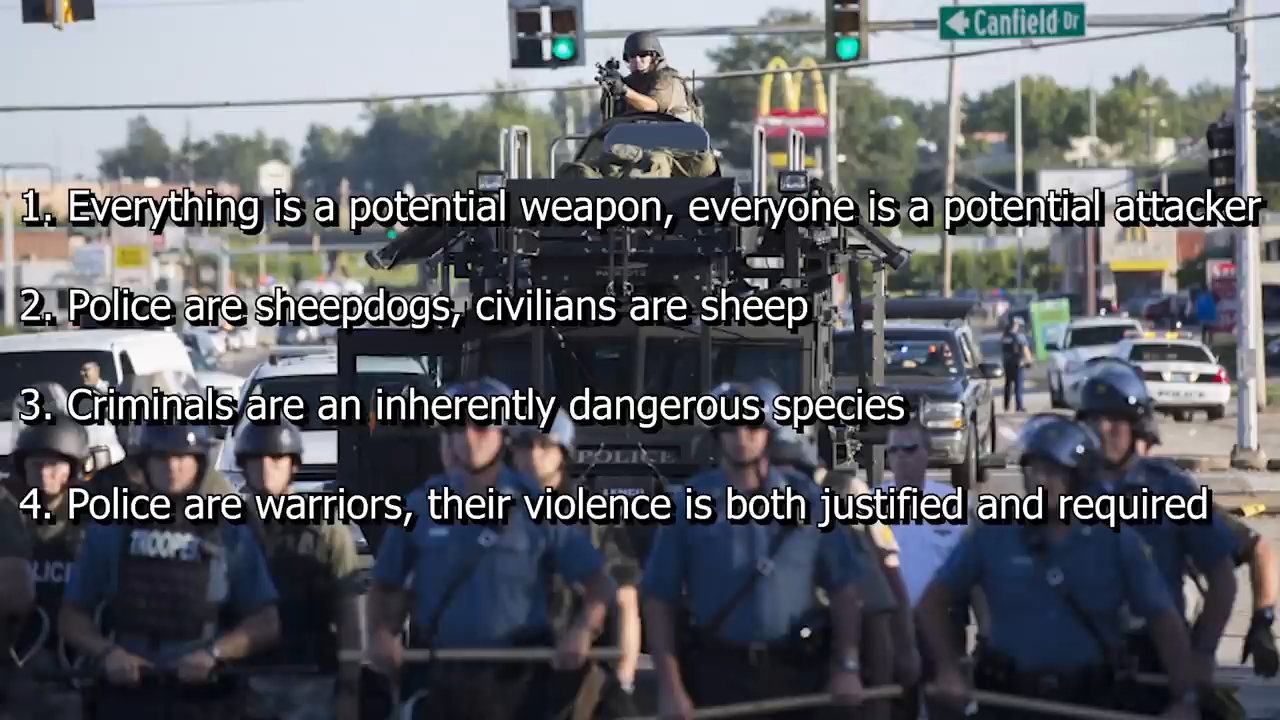 Canfield Dr
1. Everything is a potential weapon, everyone is a potential attacker
2. Police are sheepdogs, civilians are sheep
3. Criminals are an inherently dangerous species
POLICE
4. Police are warriors, their violence is both justified and required
TROOPER